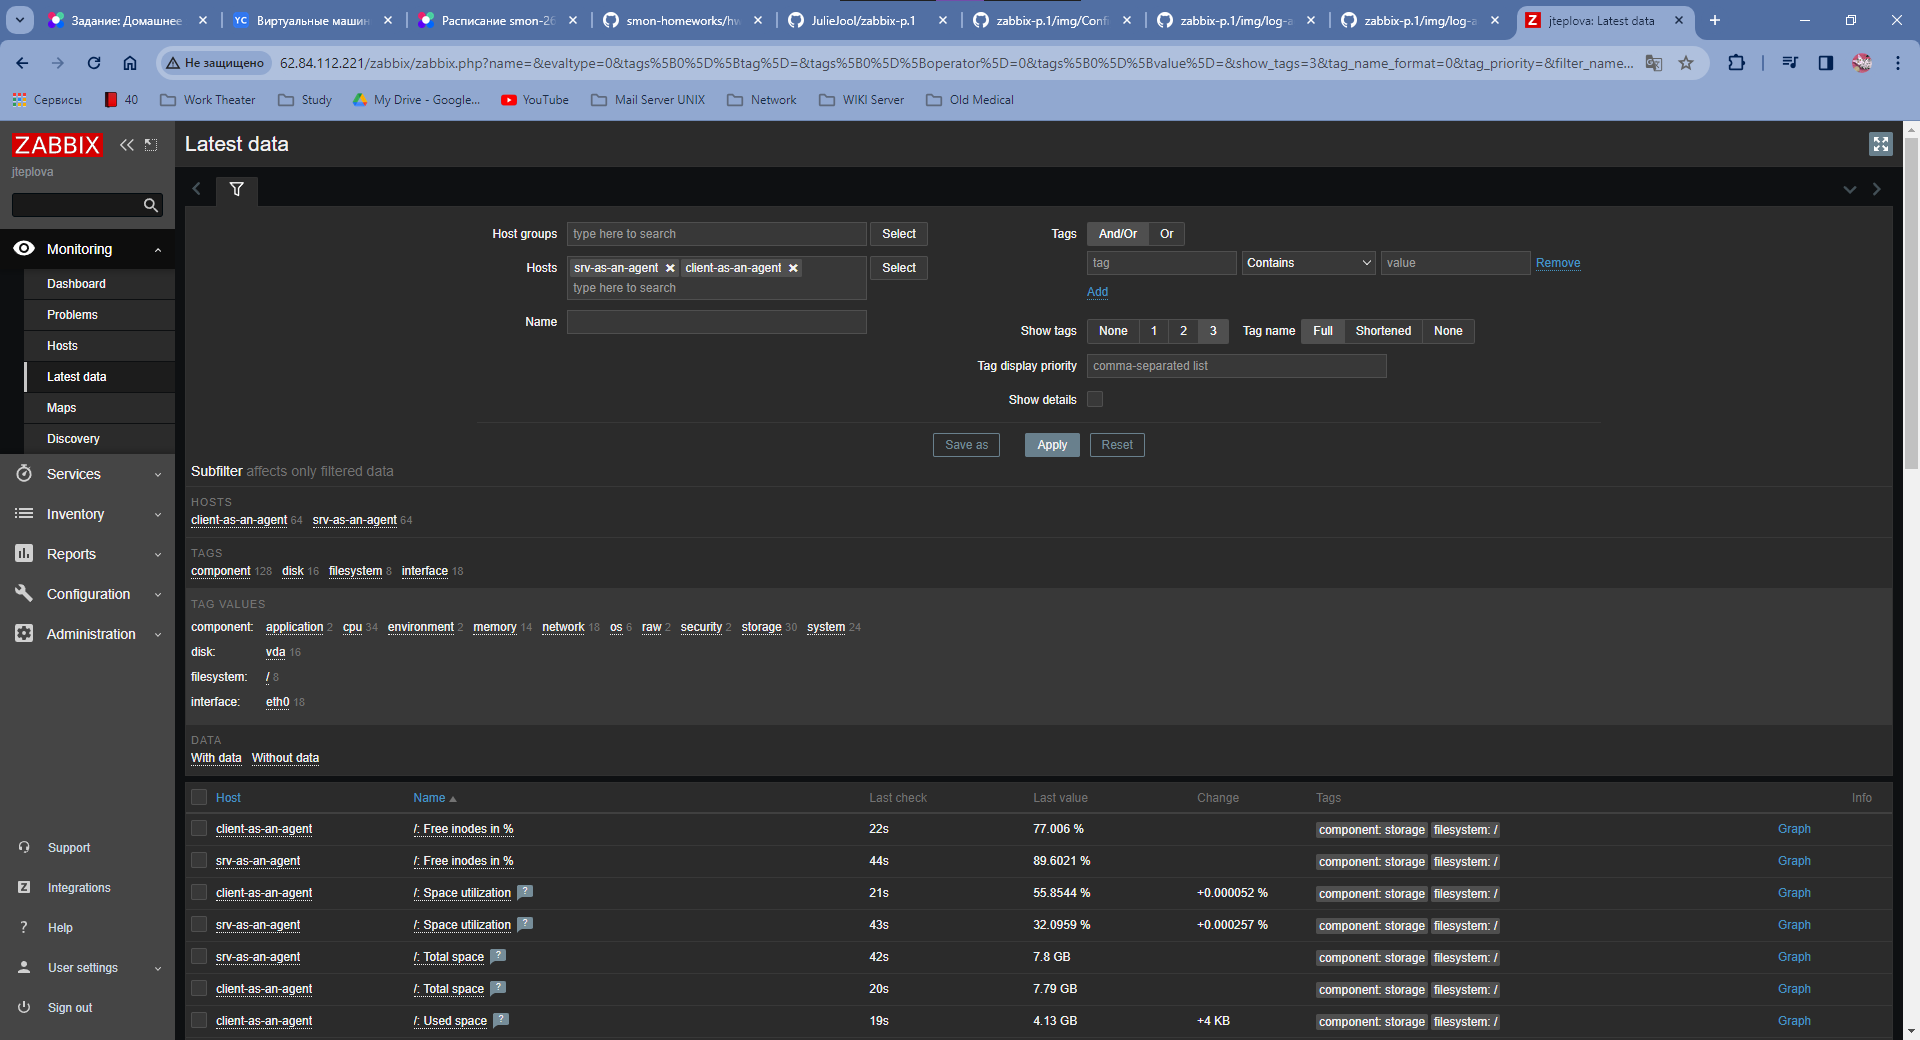 Задание: Домашнее
YC Виртуальные машин
Расписание smon-26
smon-homeworks/hw
JulieJool/zabbix-p.1
zabbix-p.1/img/Confi
zabbix-p.1/img/log-a
zabbix-p.1/img/log-a
Z jteplova: Latest data
Не защищено
62.84.112.221/zabbix/zabbix.php?name=&evaltype=0&tags%5B0%5D%5Btag%5D=&tags%5B0%5D%5Boperator%5D=0&tags%5B0%5D%5Bvalue%5D=&show_tags=3&tag_name_format=0&tag_priority=&filter_name...
Сервисы
40
Work Theater
Study
My Drive - Google...
YouTube
Mail Server UNIX
Network
WIKI Server
Old Medical
ZABBIX
jteplova
Monitoring
Dashboard
Problems
Hosts
Latest data
Maps
Discovery
Services
Inventory
Reports
Configuration
Administration
Support
Z Integrations
? Help
User settings
Sign out
Latest data
Host groups type here to search Select
Hosts srv-as-an-agent client-as-an-agent Select
type here to search
Name
Tags And/Or Or
tag Contains value Remove
Add
Show tags None 1 2 3 Tag name Full Shortened None
Tag display priority comma-separated list
Show details
Save as Apply Reset
Subfilter affects only filtered data
HOSTS
client-as-an-agent 64 srv-as-an-agent 64
TAGS
component 128 disk 16 filesystem 8 interface 18
TAG VALUES
component: application 2 cpu 34 environment 2 memory 14 network 18 os 6 raw 2 security 2 storage 30 system 24
disk: vda 16
filesystem: / 8
interface: eth0 18
DATA
With data Without data
Host Name Last check Last value Change Tags Info
client-as-an-agent /: Free inodes in % 22s 77.006 % component: storage filesystem: / Graph
srv-as-an-agent /: Free inodes in % 44s 89.6021 % component: storage filesystem: / Graph
client-as-an-agent /: Space utilization ? 21s 55.8544 % +0.000052 % component: storage filesystem: / Graph
srv-as-an-agent /: Space utilization ? 43s 32.0959 % +0.000257 % component: storage filesystem: / Graph
srv-as-an-agent /: Total space ? 42s 7.8 GB component: storage filesystem: / Graph
client-as-an-agent /: Total space ? 20s 7.79 GB component: storage filesystem: / Graph
client-as-an-agent /: Used space ? 19s 4.13 GB +4 KB component: storage filesystem: / Graph